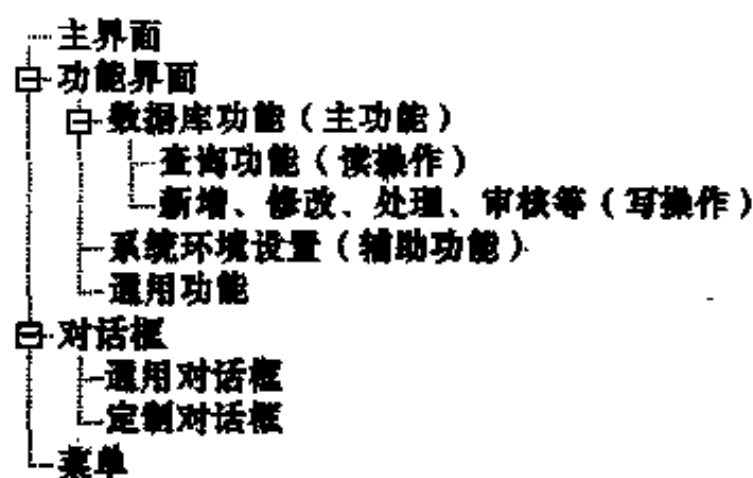 主界面
功能界面
数据库功能（主功能）
查询功能（读操作）
新增、修改、处理、审核等（写操作）
系统环境设置（辅助功能）
通用功能
对话框
通用对话框
定制对话框
菜单